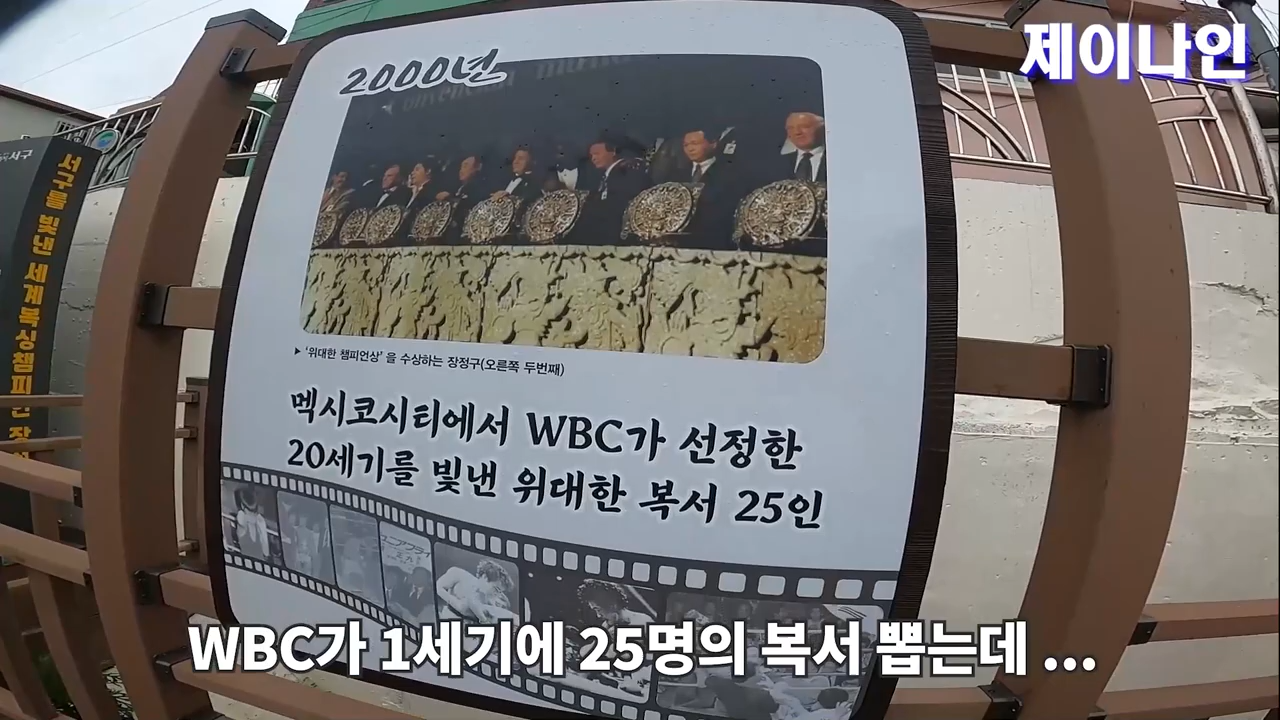 제이나인
2000년
서구
서구를 빛낸 세계복싱챔피언 장
▶ '위대한 챔피언상' 을 수상하는 장정구(오른쪽 두번째)
멕시코시티에서 WBC가 선정한
20세기를 빛낸 위대한 복서 25인
WBC가 1세기에 25명의 복서 뽑는데 ...